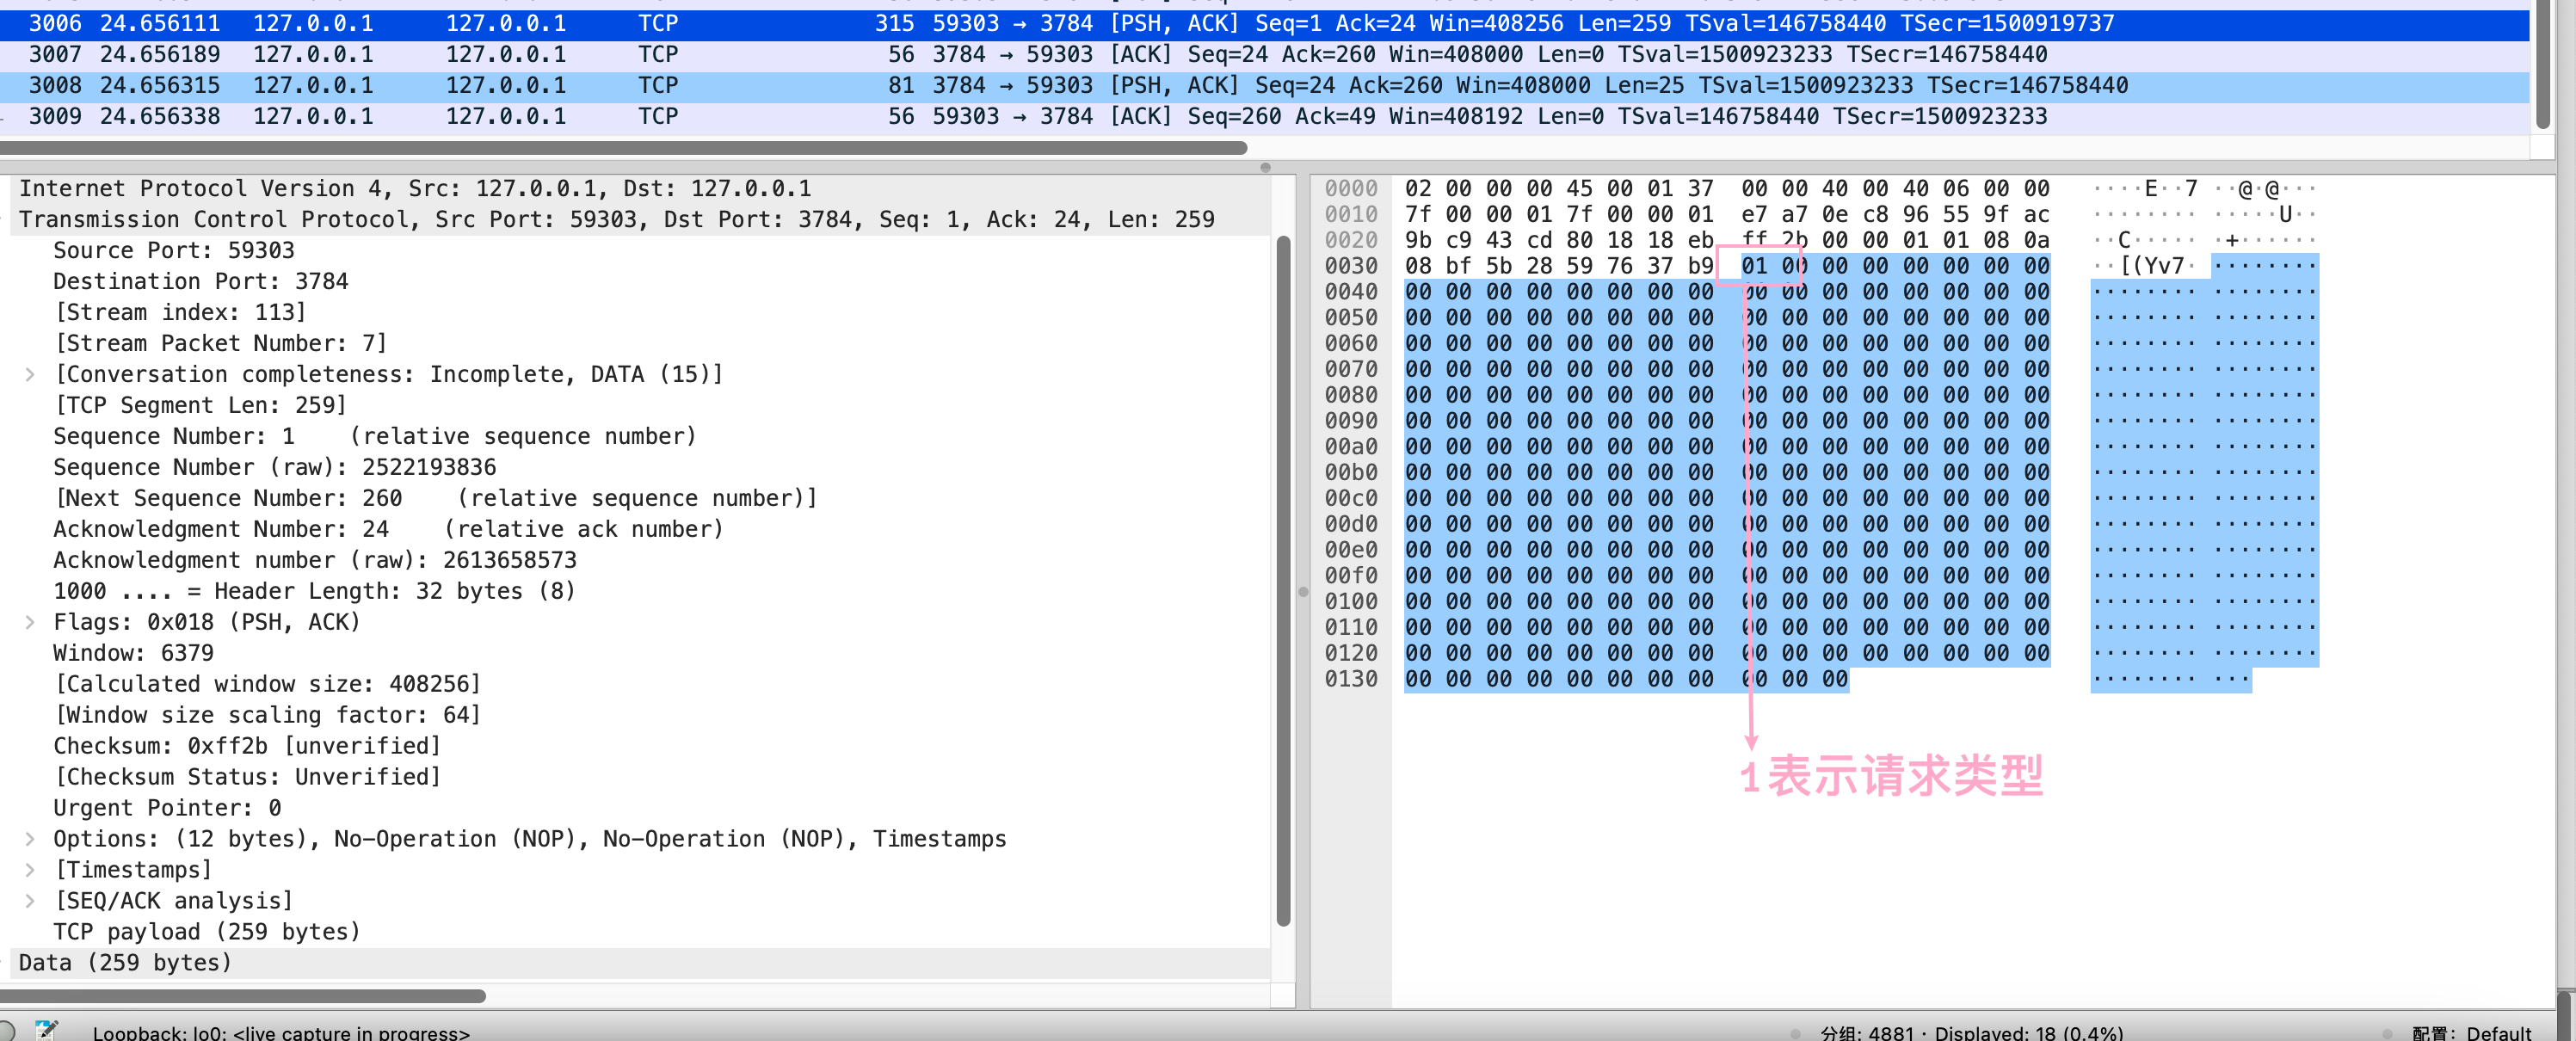 3006 24.656111 127.0.0.1 127.0.0.1 TCP 315 59303 → 3784 [PSH, ACK] Seq=1 Ack=24 Win=408256 Len=259 TSval=146758440 TSecr=1500919737
3007 24.656189 127.0.0.1 127.0.0.1 TCP 56 3784 → 59303 [ACK] Seq=24 Ack=260 Win=408000 Len=0 TSval=1500923233 TSecr=146758440
3008 24.656315 127.0.0.1 127.0.0.1 TCP 81 3784 → 59303 [PSH, ACK] Seq=24 Ack=260 Win=408000 Len=25 TSval=1500923233 TSecr=146758440
3009 24.656338 127.0.0.1 127.0.0.1 TCP 56 59303 → 3784 [ACK] Seq=260 Ack=49 Win=408192 Len=0 TSval=146758440 TSecr=1500923233
Internet Protocol Version 4, Src: 127.0.0.1, Dst: 127.0.0.1
Transmission Control Protocol, Src Port: 59303, Dst Port: 3784, Seq: 1, Ack: 24, Len: 259
Source Port: 59303
Destination Port: 3784
[Stream index: 113]
[Stream Packet Number: 7]
[Conversation completeness: Incomplete, DATA (15)]
[TCP Segment Len: 259]
Sequence Number: 1 (relative sequence number)
Sequence Number (raw): 2522193836
[Next Sequence Number: 260 (relative sequence number)]
Acknowledgment Number: 24 (relative ack number)
Acknowledgment number (raw): 2613658573
1000 .... = Header Length: 32 bytes (8)
Flags: 0x018 (PSH, ACK)
Window: 6379
[Calculated window size: 408256]
[Window size scaling factor: 64]
Checksum: 0xff2b [unverified]
[Checksum Status: Unverified]
Urgent Pointer: 0
Options: (12 bytes), No-Operation (NOP), No-Operation (NOP), Timestamps
[Timestamps]
[SEQ/ACK analysis]
TCP payload (259 bytes)
Data (259 bytes)
0000 02 00 00 00 45 00 01 37 00 00 40 00 40 06 00 00 ····E··7 ··@·@···
0010 7f 00 00 01 7f 00 00 01 e7 a7 0e c8 96 55 9f ac ········ ·····U··
0020 9b c9 43 cd 80 18 18 eb ff 2b 00 00 01 01 08 0a ··C····· ·+······
0030 08 bf 5b 28 59 76 37 b9 01 00 00 00 00 00 00 00 ··[(Yv7· ········
0040 00 00 00 00 00 00 00 00 00 00 00 00 00 00 00 00 ········ ········
0050 00 00 00 00 00 00 00 00 00 00 00 00 00 00 00 00 ········ ········
0060 00 00 00 00 00 00 00 00 00 00 00 00 00 00 00 00 ········ ········
0070 00 00 00 00 00 00 00 00 00 00 00 00 00 00 00 00 ········ ········
0080 00 00 00 00 00 00 00 00 00 00 00 00 00 00 00 00 ········ ········
0090 00 00 00 00 00 00 00 00 00 00 00 00 00 00 00 00 ········ ········
00a0 00 00 00 00 00 00 00 00 00 00 00 00 00 00 00 00 ········ ········
00b0 00 00 00 00 00 00 00 00 00 00 00 00 00 00 00 00 ········ ········
00c0 00 00 00 00 00 00 00 00 00 00 00 00 00 00 00 00 ········ ········
00d0 00 00 00 00 00 00 00 00 00 00 00 00 00 00 00 00 ········ ········
00e0 00 00 00 00 00 00 00 00 00 00 00 00 00 00 00 00 ········ ········
00f0 00 00 00 00 00 00 00 00 00 00 00 00 00 00 00 00 ········ ········
0100 00 00 00 00 00 00 00 00 00 00 00 00 00 00 00 00 ········ ········
0110 00 00 00 00 00 00 00 00 00 00 00 00 00 00 00 00 ········ ········
0120 00 00 00 00 00 00 00 00 00 00 00 00 00 00 00 00 ········ ········
0130 00 00 00 00 00 00 00 00 00 00 00 ········ ···
1表示请求类型
Loopback: lo0: <live capture in progress>
分组: 4881 · Displayed: 18 (0.4%)
配置: Default